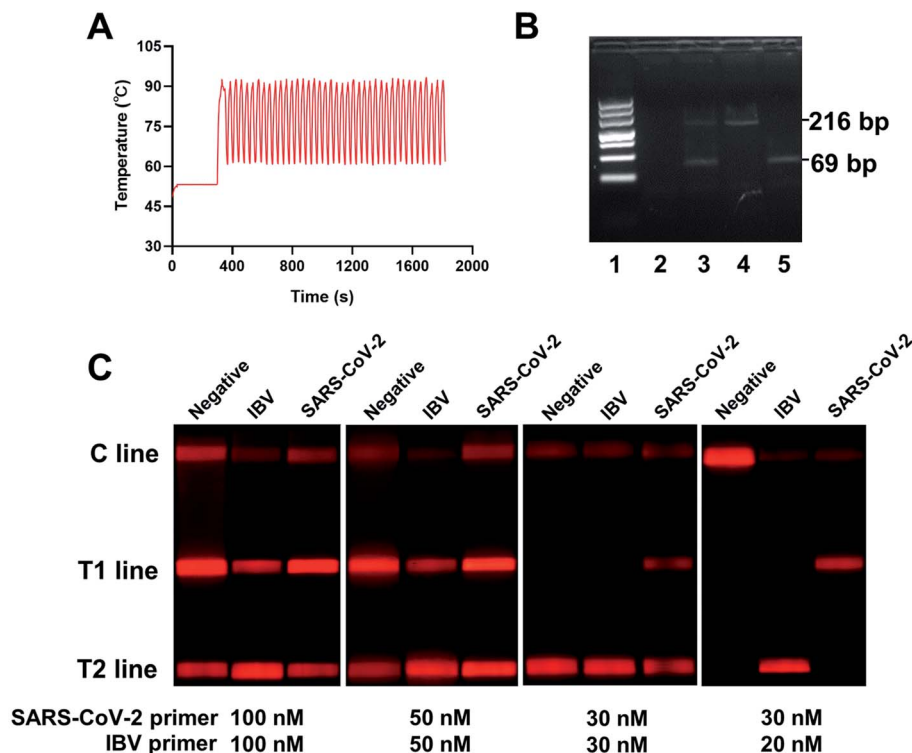 A
Temperature (℃)
105
90
75
60
45
30
0
400
800
1200
1600
2000
Time (s)
B
216 bp
69 bp
1 2 3 4 5
C
Negative IBV SARS-CoV-2 Negative IBV SARS-CoV-2 Negative IBV SARS-CoV-2 Negative IBV SARS-CoV-2
C line
T1 line
T2 line
SARS-CoV-2 primer 100 nM 50 nM 30 nM 30 nM
IBV primer 100 nM 50 nM 30 nM 20 nM